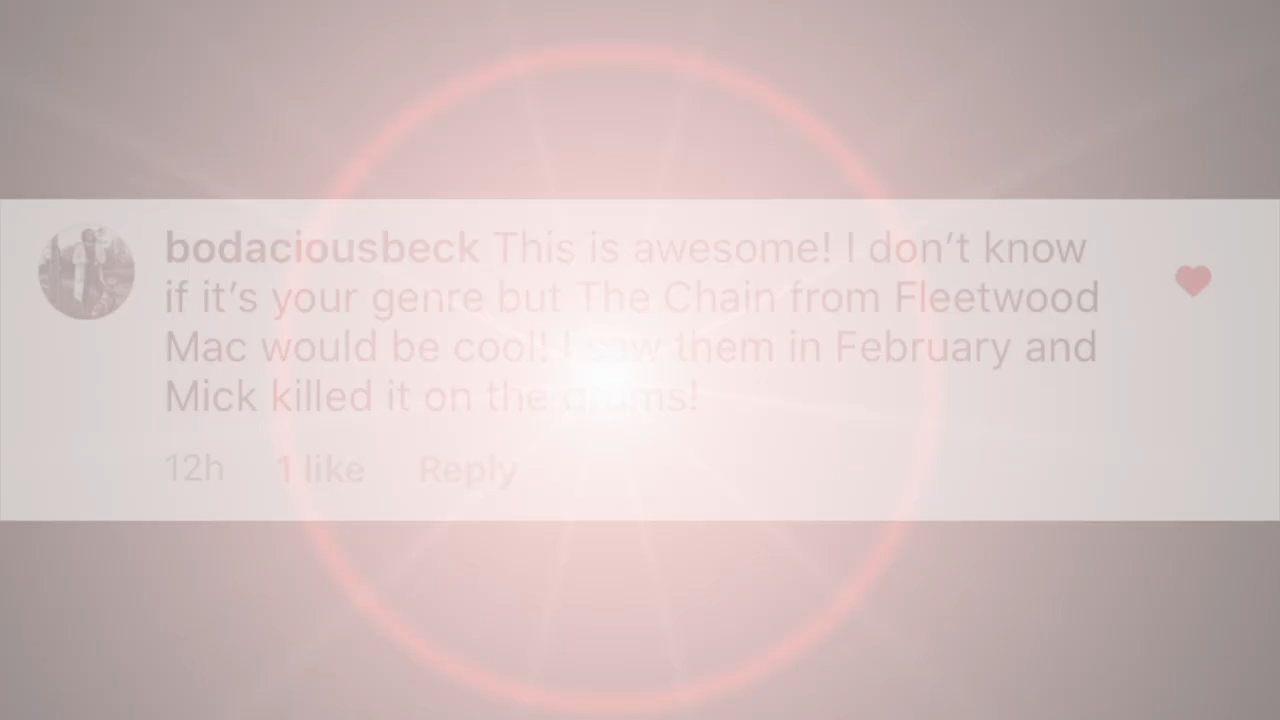 bodaciousbeck This is awesome! I don’t know
if it’s your genre but The Chain from Fleetwood
Mac would be cool! I saw them in February and
Mick killed it on the drums!
12h 1 like Reply